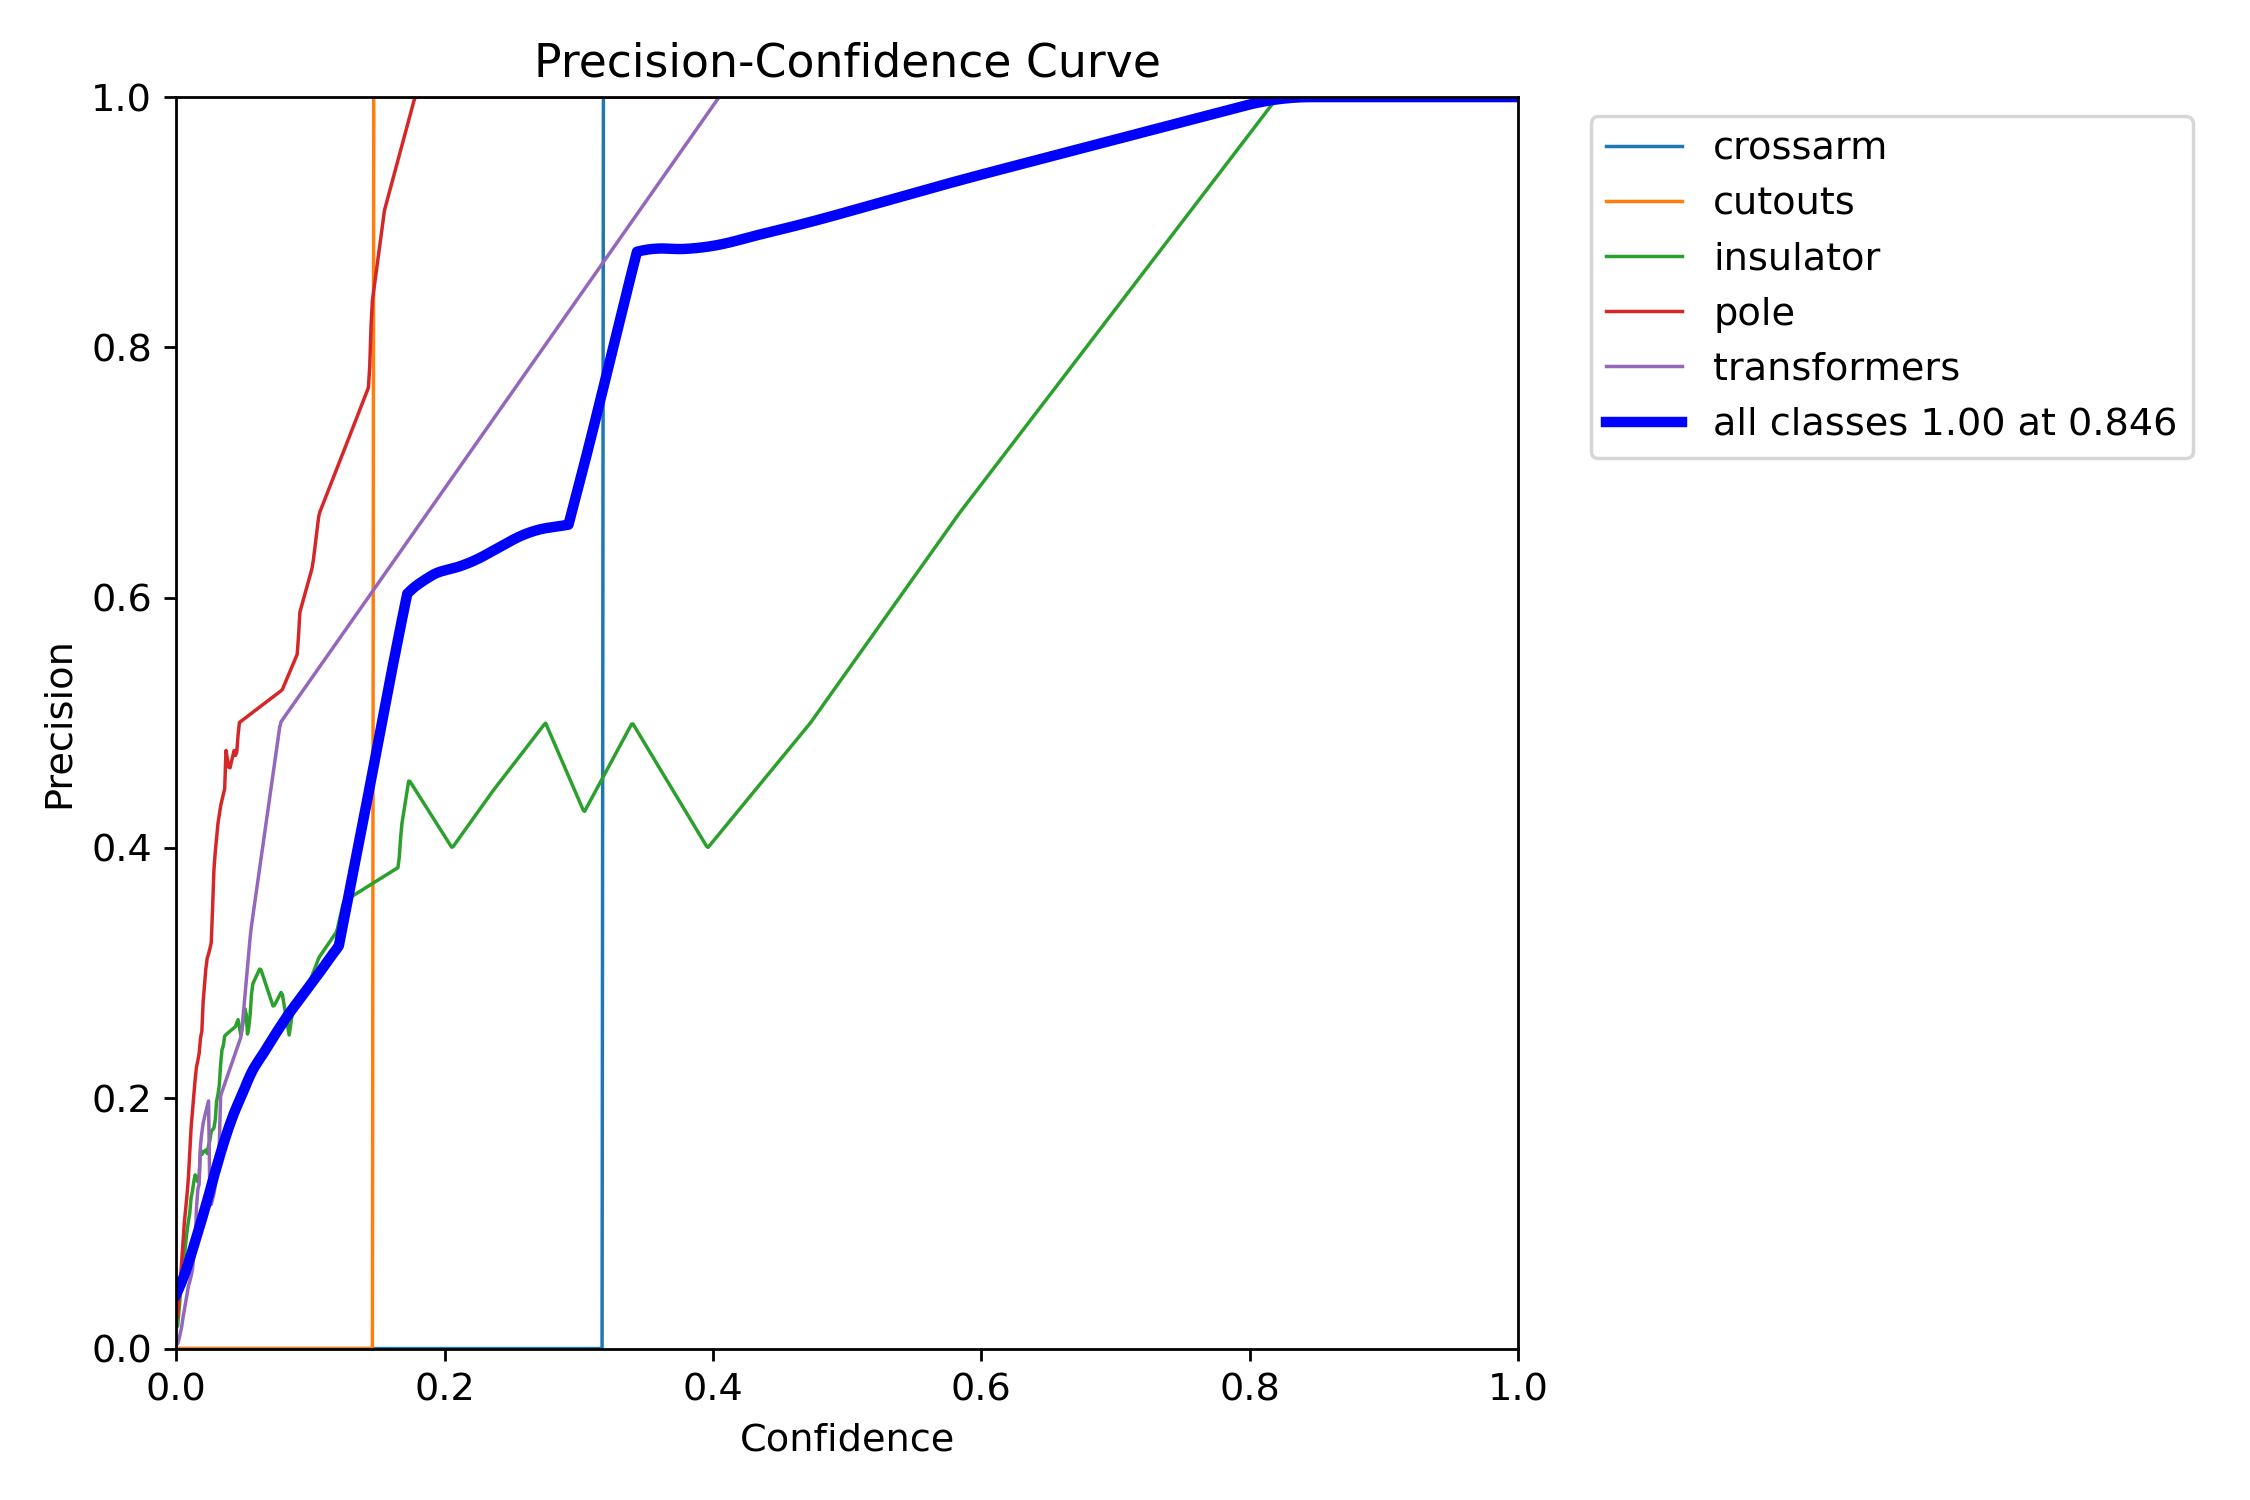 Precision-Confidence Curve
1.0
0.8
0.6
0.4
0.2
0.0
Precision
0.0 0.2 0.4 0.6 0.8 1.0
Confidence
crossarm
cutouts
insulator
pole
transformers
all classes 1.00 at 0.846